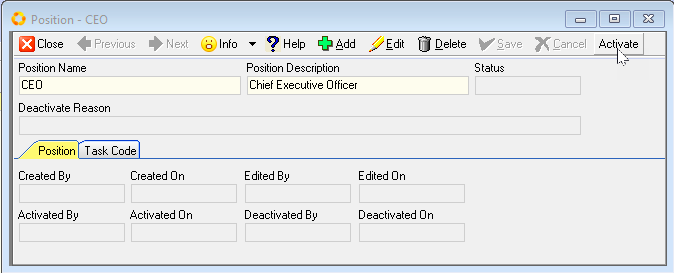 Position - CEO
Close Previous Next Info ? Help Add Edit Delete Save Cancel Activate
Position Name Position Description Status
CEO Chief Executive Officer
Deactivate Reason
Position Task Code
Created By Created On Edited By Edited On
Activated By Activated On Deactivated By Deactivated On